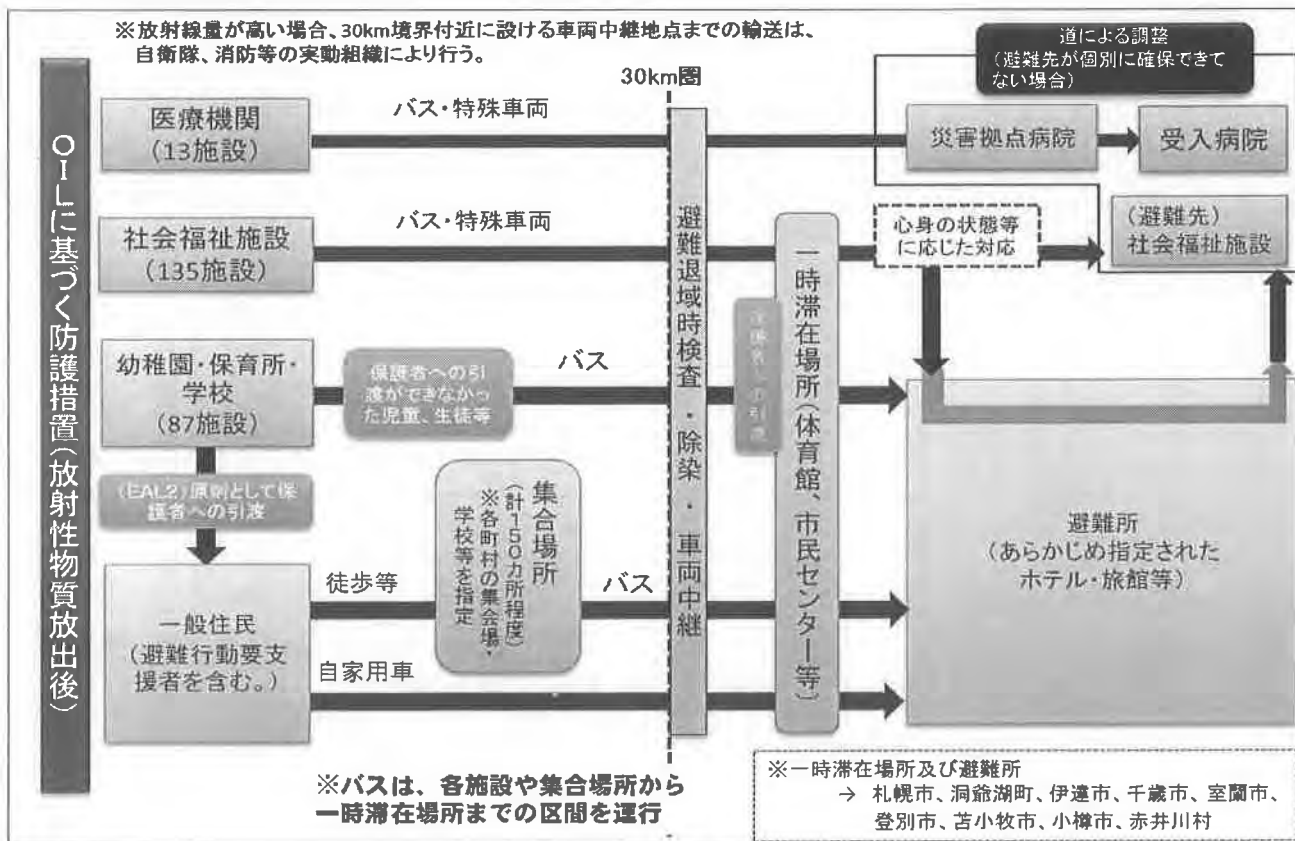 ※放射線量が高い場合、30km境界付近に設ける車両中継地点までの輸送は、
自衛隊、消防等の実動組織により行う。
30km圏
道による調整
(避難先が個別に確保できて
ない場合)
OILに基づく防護措置(放射性物質放出後)
医療機関
(13施設)
バス・特殊車両
災害拠点病院
受入病院
社会福祉施設
(135施設)
バス・特殊車両
心身の状態等
に応じた対応
(避難先)
社会福祉施設
幼稚園・保育所・
学校
(87施設)
保護者への引
渡ができなかっ
た児童、生徒等
バス
避難退域時検査・除染・車両中継
一時滞在場所(体育館、市民センター等)
(EAL2)原則として保
護者への引渡
一般住民
(避難行動要支
援者を含む。)
徒歩等
集合場所
(計150カ所程度)
※各町村の集会場・
学校等を指定
バス
自家用車
避難所
(あらかじめ指定された
ホテル・旅館等)
※バスは、各施設や集合場所から
一時滞在場所までの区間を運行
※一時滞在場所及び避難所
→ 札幌市、洞爺湖町、伊達市、千歳市、室蘭市、
登別市、苫小牧市、小樽市、赤井川村